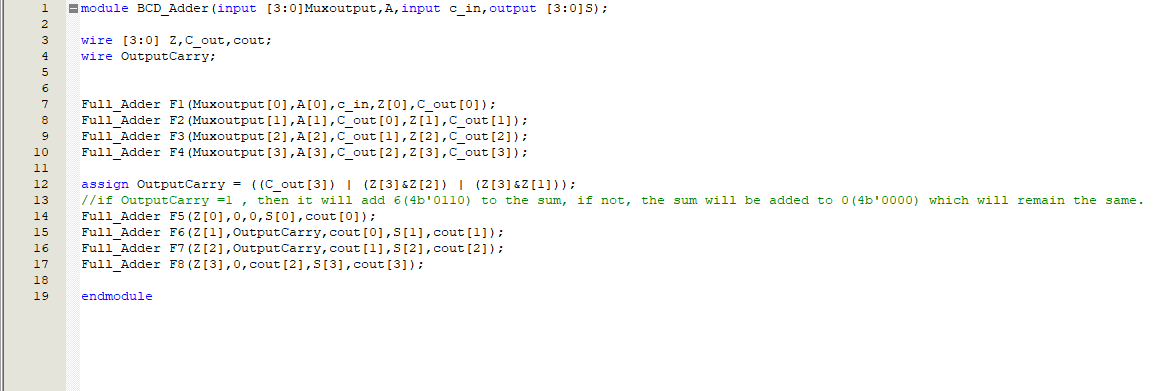 1 module BCD_Adder(input [3:0]Muxoutput,A,input c_in,output [3:0]S);
2
3 wire [3:0] Z,C_out,cout;
4 wire OutputCarry;
5
6
7 Full_Adder F1(Muxoutput[0],A[0],c_in,Z[0],C_out[0]);
8 Full_Adder F2(Muxoutput[1],A[1],C_out[0],Z[1],C_out[1]);
9 Full_Adder F3(Muxoutput[2],A[2],C_out[1],Z[2],C_out[2]);
10 Full_Adder F4(Muxoutput[3],A[3],C_out[2],Z[3],C_out[3]);
11
12 assign OutputCarry = ((C_out[3]) | (Z[3]&Z[2]) | (Z[3]&Z[1]));
13 //if OutputCarry =1 , then it will add 6(4b'0110) to the sum, if not, the sum will be added to 0(4b'0000) which will remain the same.
14 Full_Adder F5(Z[0],0,0,S[0],cout[0]);
15 Full_Adder F6(Z[1],OutputCarry,cout[0],S[1],cout[1]);
16 Full_Adder F7(Z[2],OutputCarry,cout[1],S[2],cout[2]);
17 Full_Adder F8(Z[3],0,cout[2],S[3],cout[3]);
18
19 endmodule